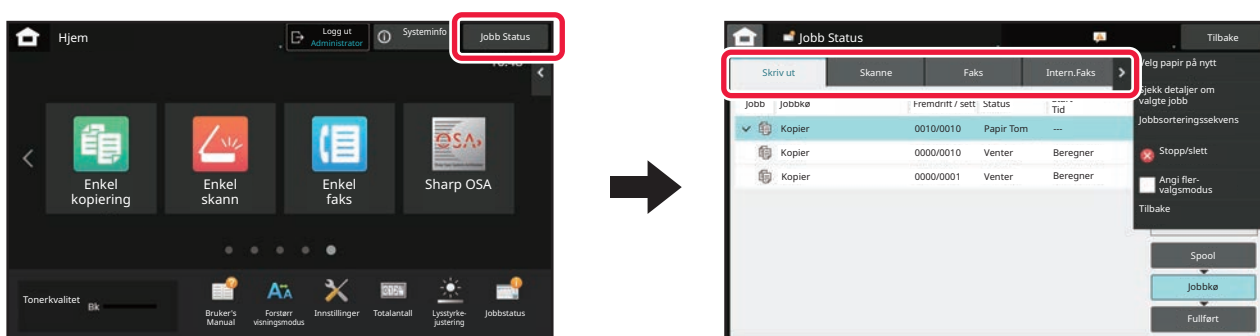 Hjem
Logg ut
Administrator
Systeminfo
Jobb Status
Enkel
kopiering
Enkel
skann
Enkel
faks
OSA
Sharp OSA
Tonerkvalitet
Bk
Bruker's
Manual
Forstørr
visningsmodus
Innstillinger
Totalantall
Lysstyrke-
justering
Jobbstatus
Jobb Status
Tilbake
Skriv ut
Skanne
Faks
Intern.Faks
Jobb
Jobbkø
Fremdrift / sett
Status
Tid
Kopier
0010/0010
Papir Tom
---
Kopier
0000/0010
Venter
Beregner
Kopier
0000/0001
Venter
Beregner
Velg papir på nytt
Sjekk detaljer om
valgte jobb
Jobbsorteringssekvens
Stopp/slett
Angi fler-
valgsmodus
Tilbake
Spool
Jobbkø
Fullført